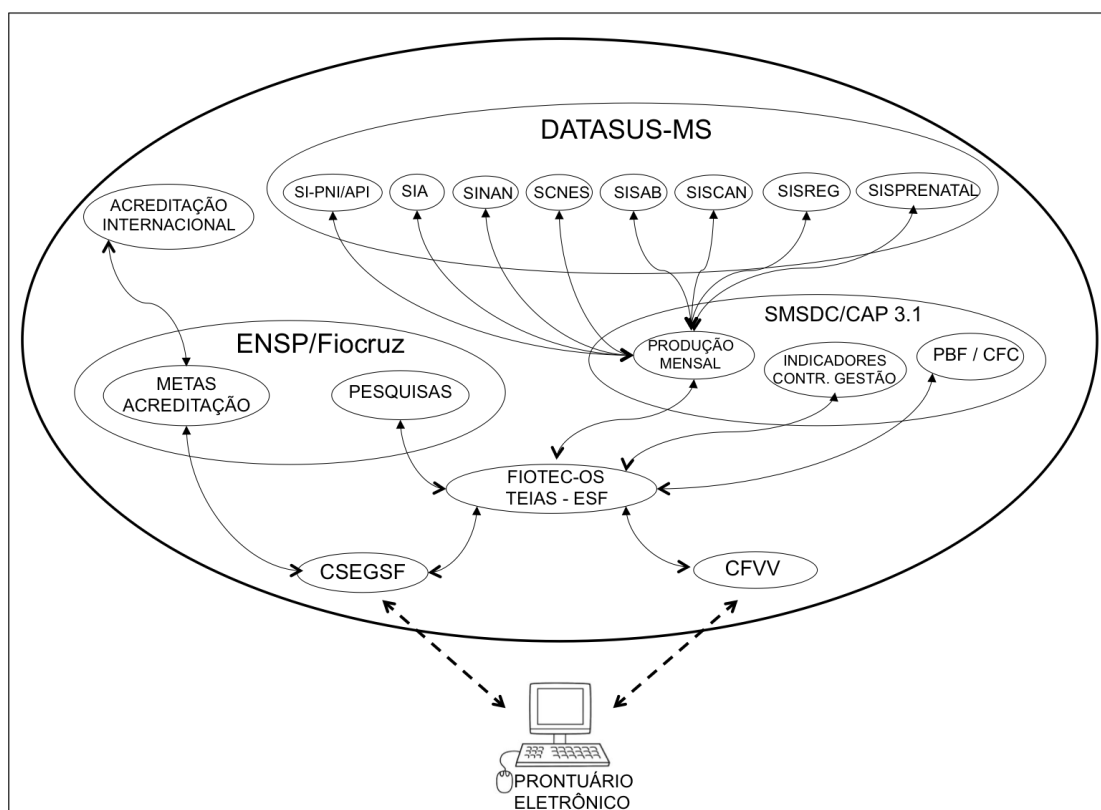 DATASUS-MS
SI-PNI/API
SIA
SINAN
SCNES
SISAB
SISCAN
SISREG
SISPRENATAL
ACREDITAÇÃO
INTERNACIONAL
SMSDC/CAP 3.1
ENSP/Fiocruz
PRODUÇÃO
MENSAL
INDICADORES
CONTR. GESTÃO
PBF / CFC
METAS
ACREDITAÇÃO
PESQUISAS
FIOTEC-OS
TEIAS - ESF
CSEGSF
CFVV
PRONTUÁRIO
ELETRÔNICO